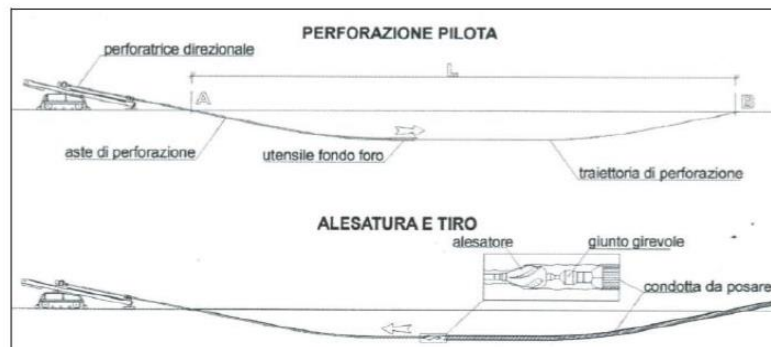 PERFORAZIONE PILOTA
perforatrice direzionale
L
A
B
aste di perforazione
utensile fondo foro
traiettoria di perforazione
ALESATURA E TIRO
alesatore
giunto girevole
condotta da posare